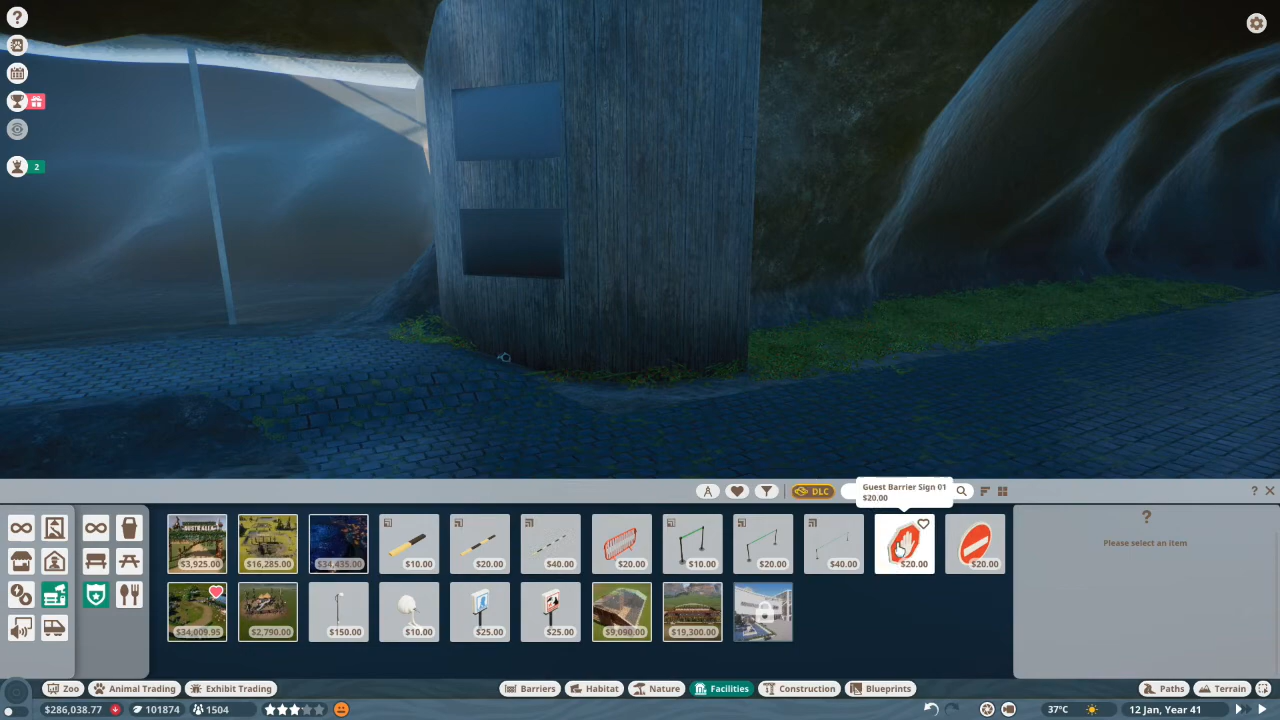 ?
2
Guest Barrier Sign 01
$20.00
DLC
? ×
AUSTRALIA
$3,925.00
$16,285.00
$34,435.00
$10.00
$20.00
$40.00
$20.00
$10.00
$20.00
$40.00
$20.00
$20.00
?
Please select an item
$34,009.95
$2,790.00
$150.00
$10.00
$25.00
$25.00
$9,090.00
$19,300.00
Zoo
Animal Trading
Exhibit Trading
Barriers
Habitat
Nature
Facilities
Construction
Blueprints
Paths
Terrain
$286,038.77
101874
1504
37°C
12 Jan, Year 41